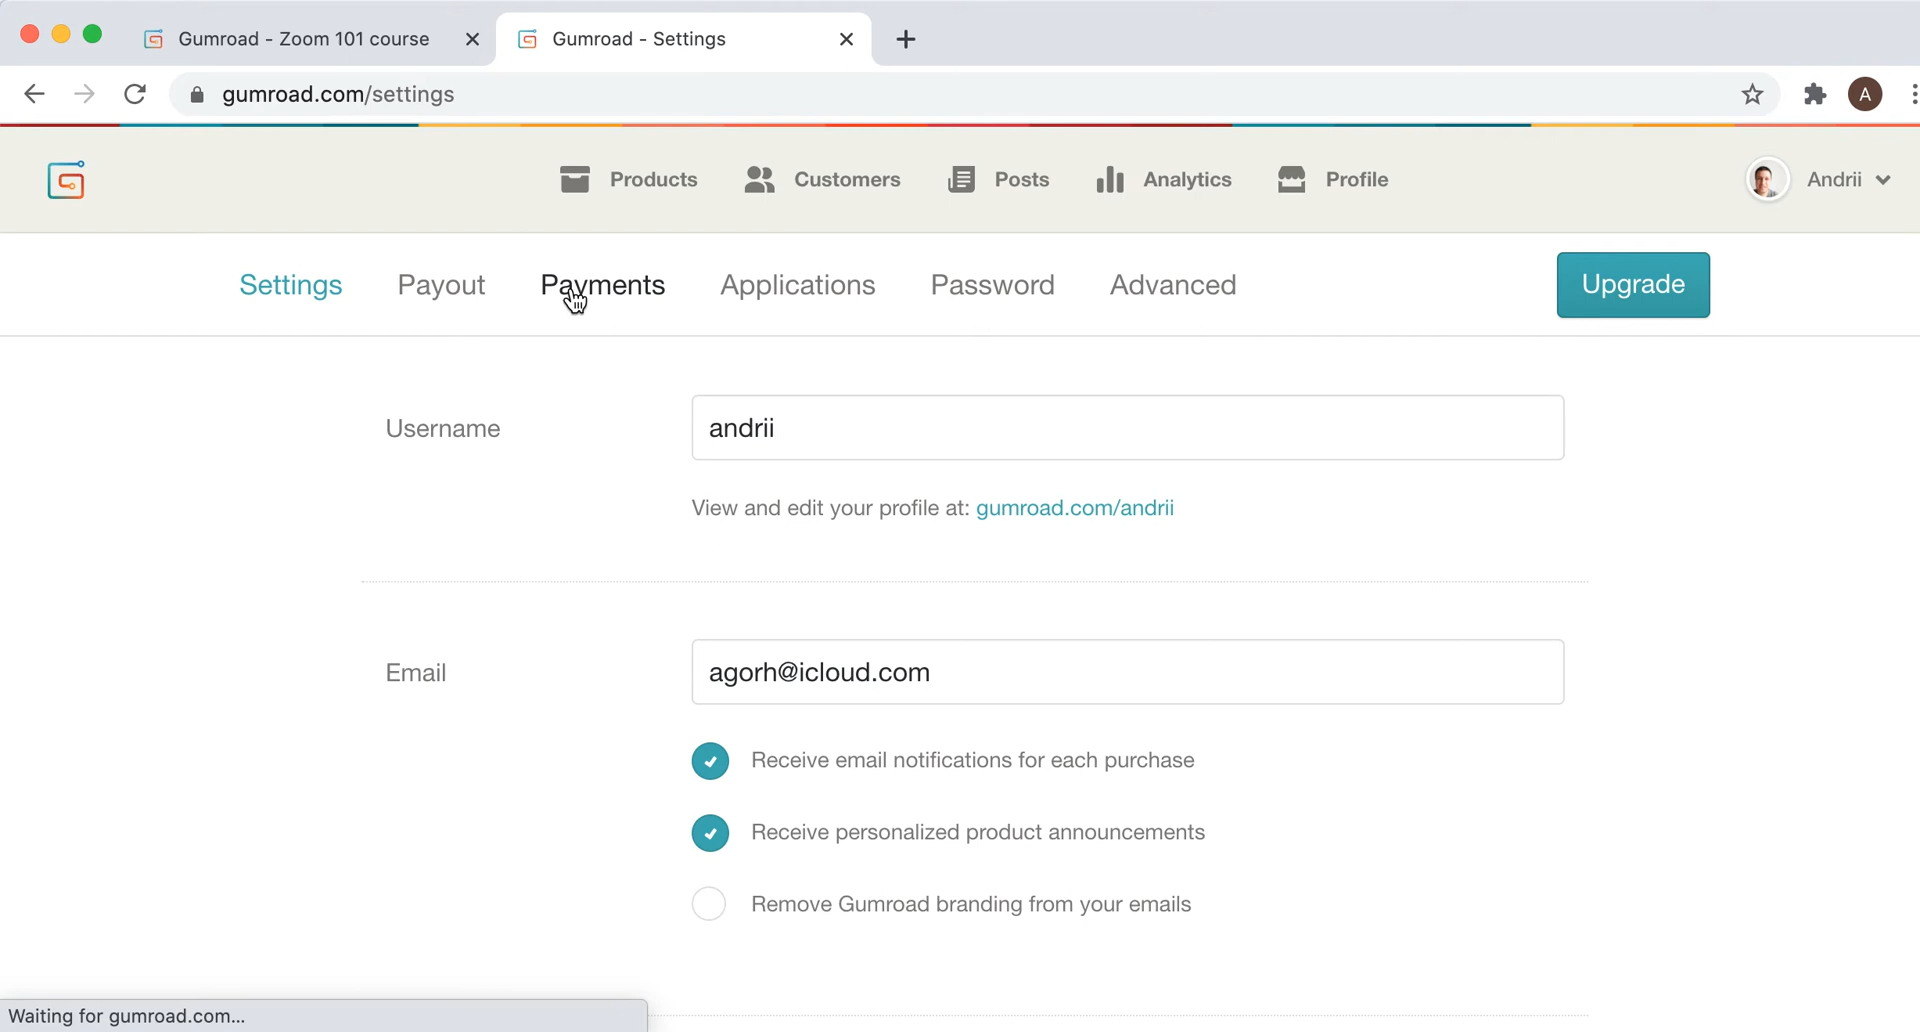 Gumroad - Zoom 101 course
Gumroad - Settings
gumroad.com/settings
A
Products
Customers
Posts
Analytics
Profile
Andrii
Settings
Payout
Payments
Applications
Password
Advanced
Upgrade
Username
andrii
View and edit your profile at: gumroad.com/andrii
Email
agorh@icloud.com
Receive email notifications for each purchase
Receive personalized product announcements
Remove Gumroad branding from your emails
Waiting for gumroad.com...